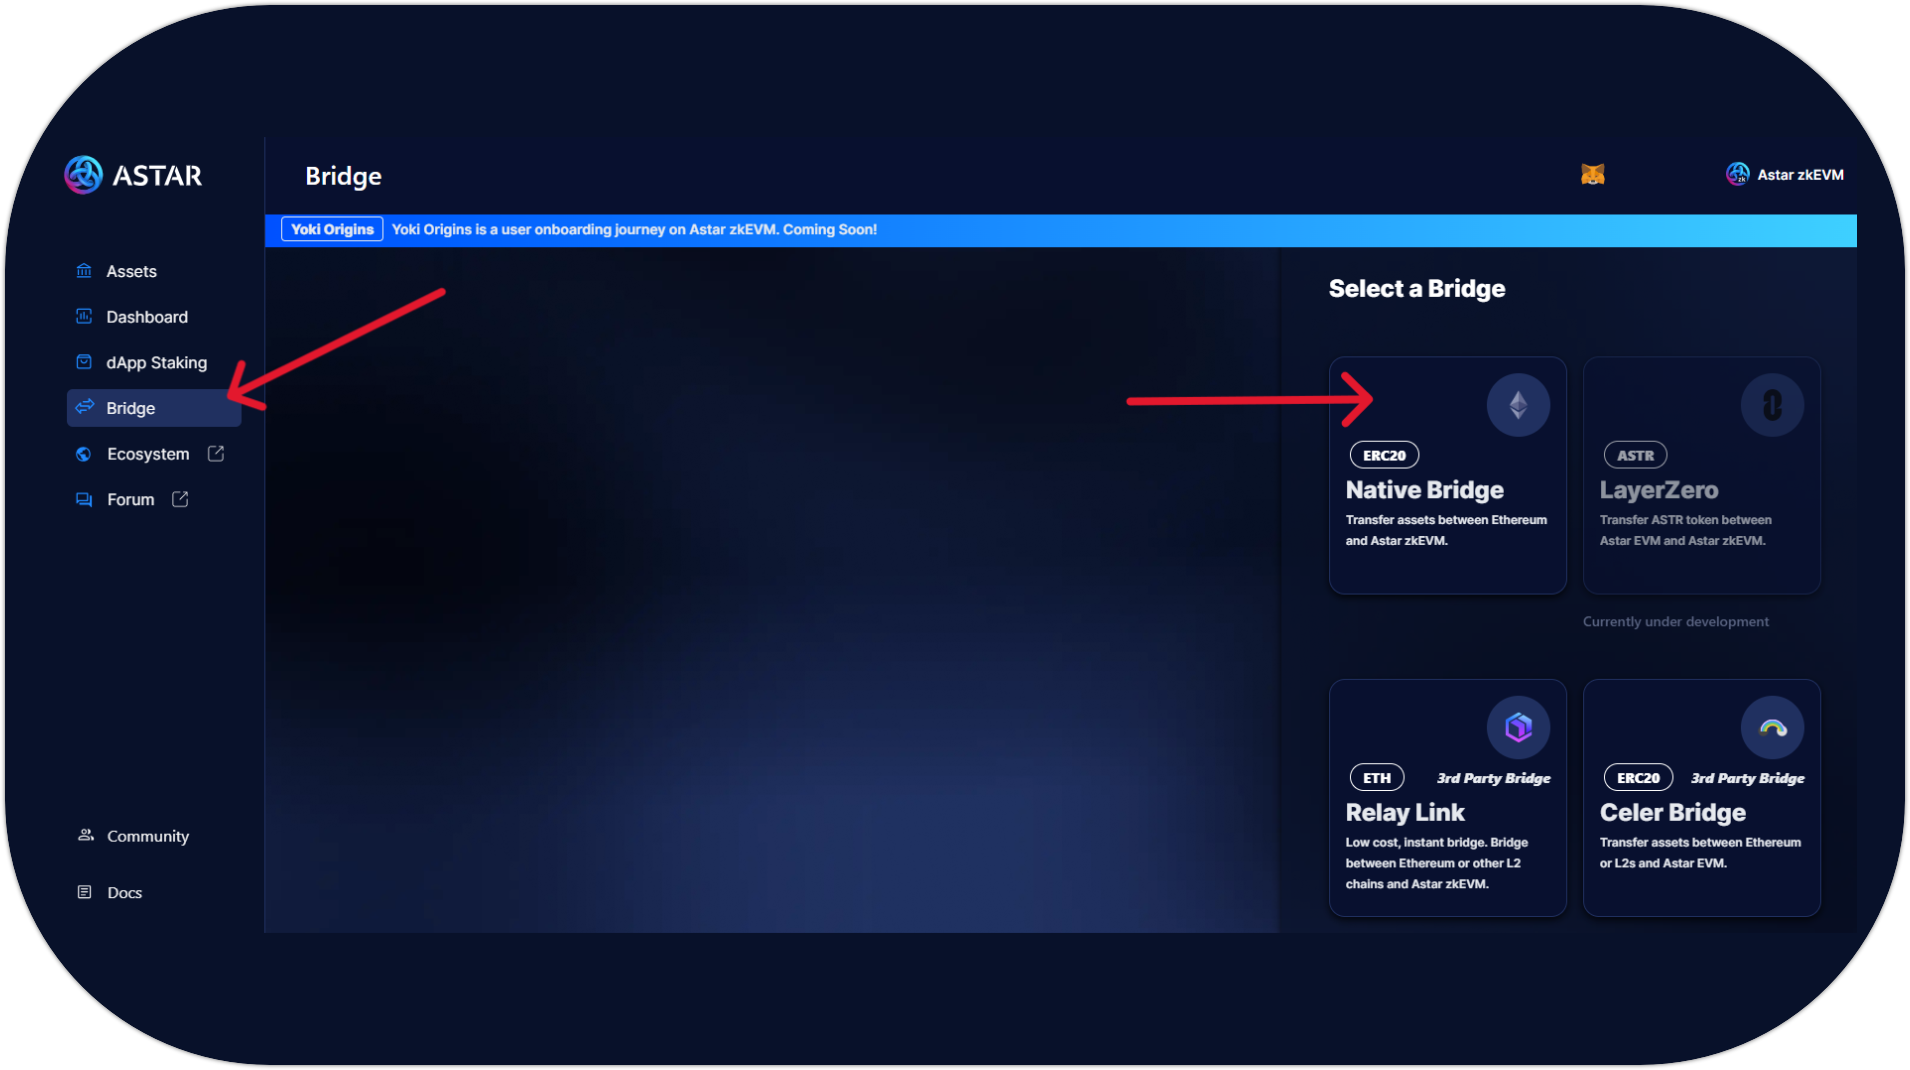 ASTAR
Bridge
Astar zkEVM
Yoki Origins
Yoki Origins is a user onboarding journey on Astar zkEVM. Coming Soon!
Assets
Dashboard
dApp Staking
Bridge
Ecosystem
Forum
Community
Docs
Select a Bridge
ERC20
Native Bridge
Transfer assets between Ethereum
and Astar zkEVM.
ASTR
LayerZero
Transfer ASTR token between
Astar EVM and Astar zkEVM.
Currently under development
ETH
3rd Party Bridge
Relay Link
Low cost, instant bridge. Bridge
between Ethereum or other L2
chains and Astar zkEVM.
ERC20
3rd Party Bridge
Celer Bridge
Transfer assets between Ethereum
or L2s and Astar EVM.